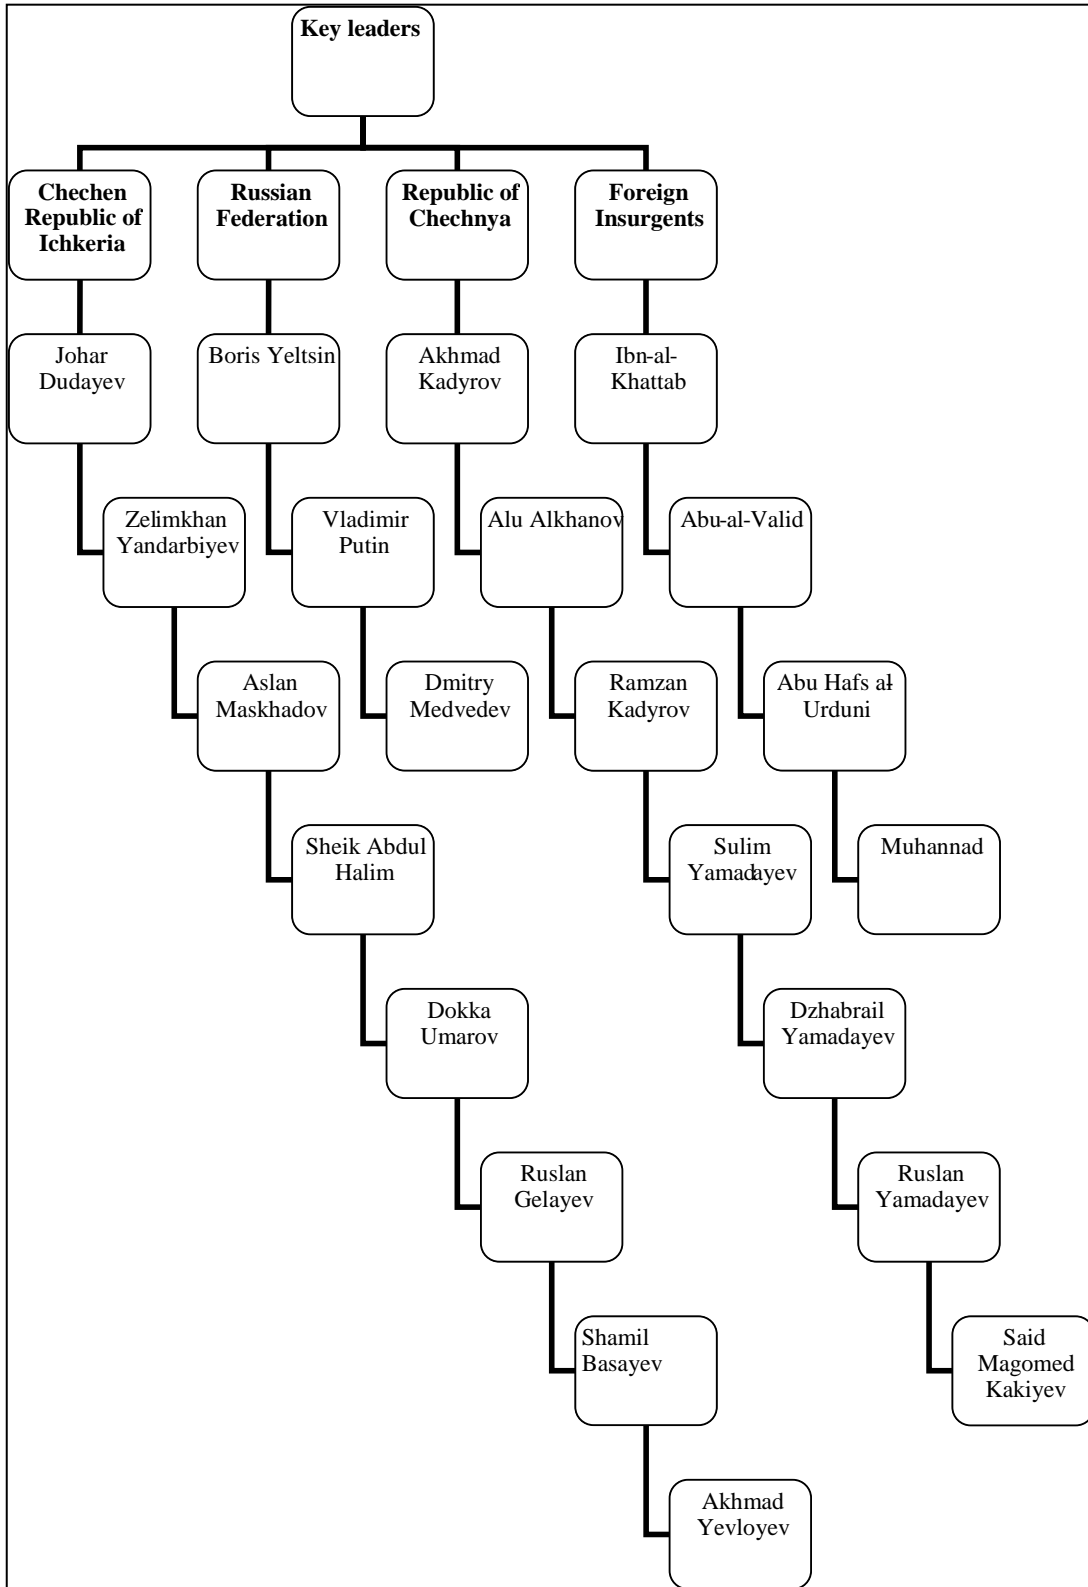 Key leaders
Chechen
Republic of
Ichkeria
Russian
Federation
Republic of
Chechnya
Foreign
Insurgents
Johar
Dudayev
Boris Yeltsin
Akhmad
Kadyrov
Ibn-al-
Khattab
Zelimkhan
Yandarbiyev
Vladimir
Putin
Alu Alkhanov
Abu-al-Valid
Aslan
Maskhadov
Dmitry
Medvedev
Ramzan
Kadyrov
Abu Hafs al-
Urduni
Sheik Abdul
Halim
Sulim
Yamadayev
Muhannad
Dokka
Umarov
Dzhabrail
Yamadayev
Ruslan
Gelayev
Ruslan
Yamadayev
Shamil
Basayev
Said
Magomed
Kakiyev
Akhmad
Yevloyev